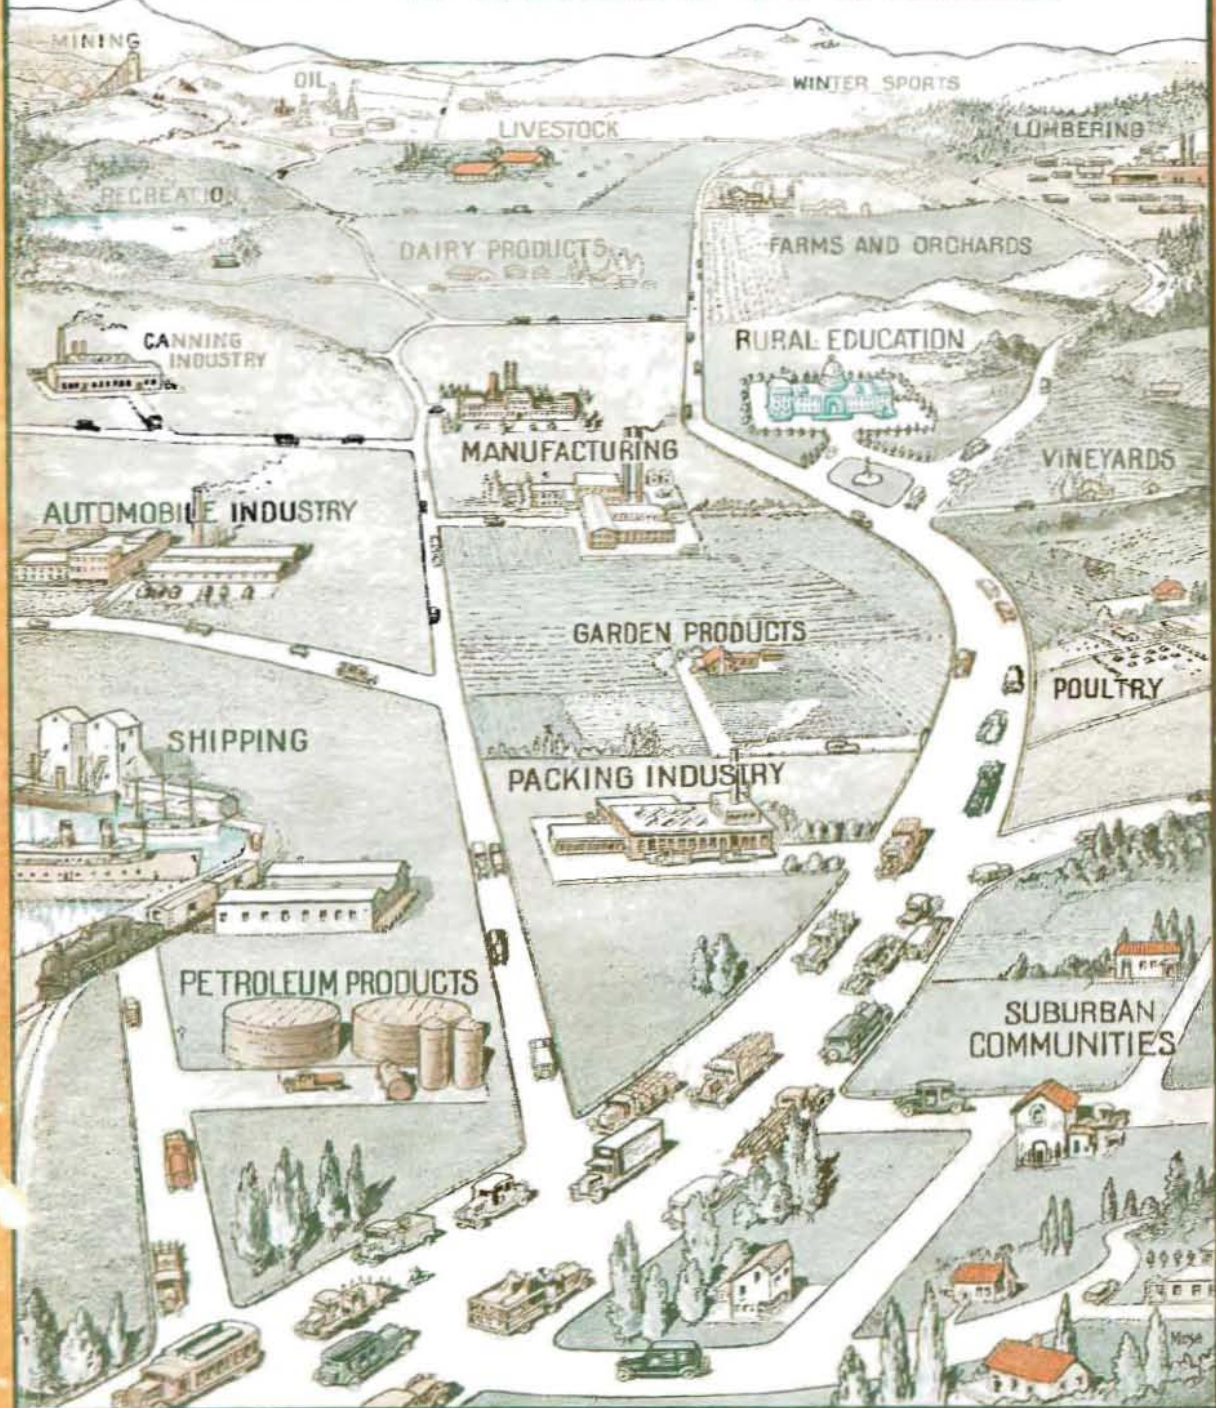 MINING
OIL
WINTER SPORTS
LIVESTOCK
LUMBERING
RECREATION
DAIRY PRODUCTS
FARMS AND ORCHARDS
CANNING
INDUSTRY
RURAL EDUCATION
MANUFACTURING
VINEYARDS
AUTOMOBILE INDUSTRY
GARDEN PRODUCTS
POULTRY
SHIPPING
PACKING INDUSTRY
PETROLEUM PRODUCTS
SUBURBAN
COMMUNITIES